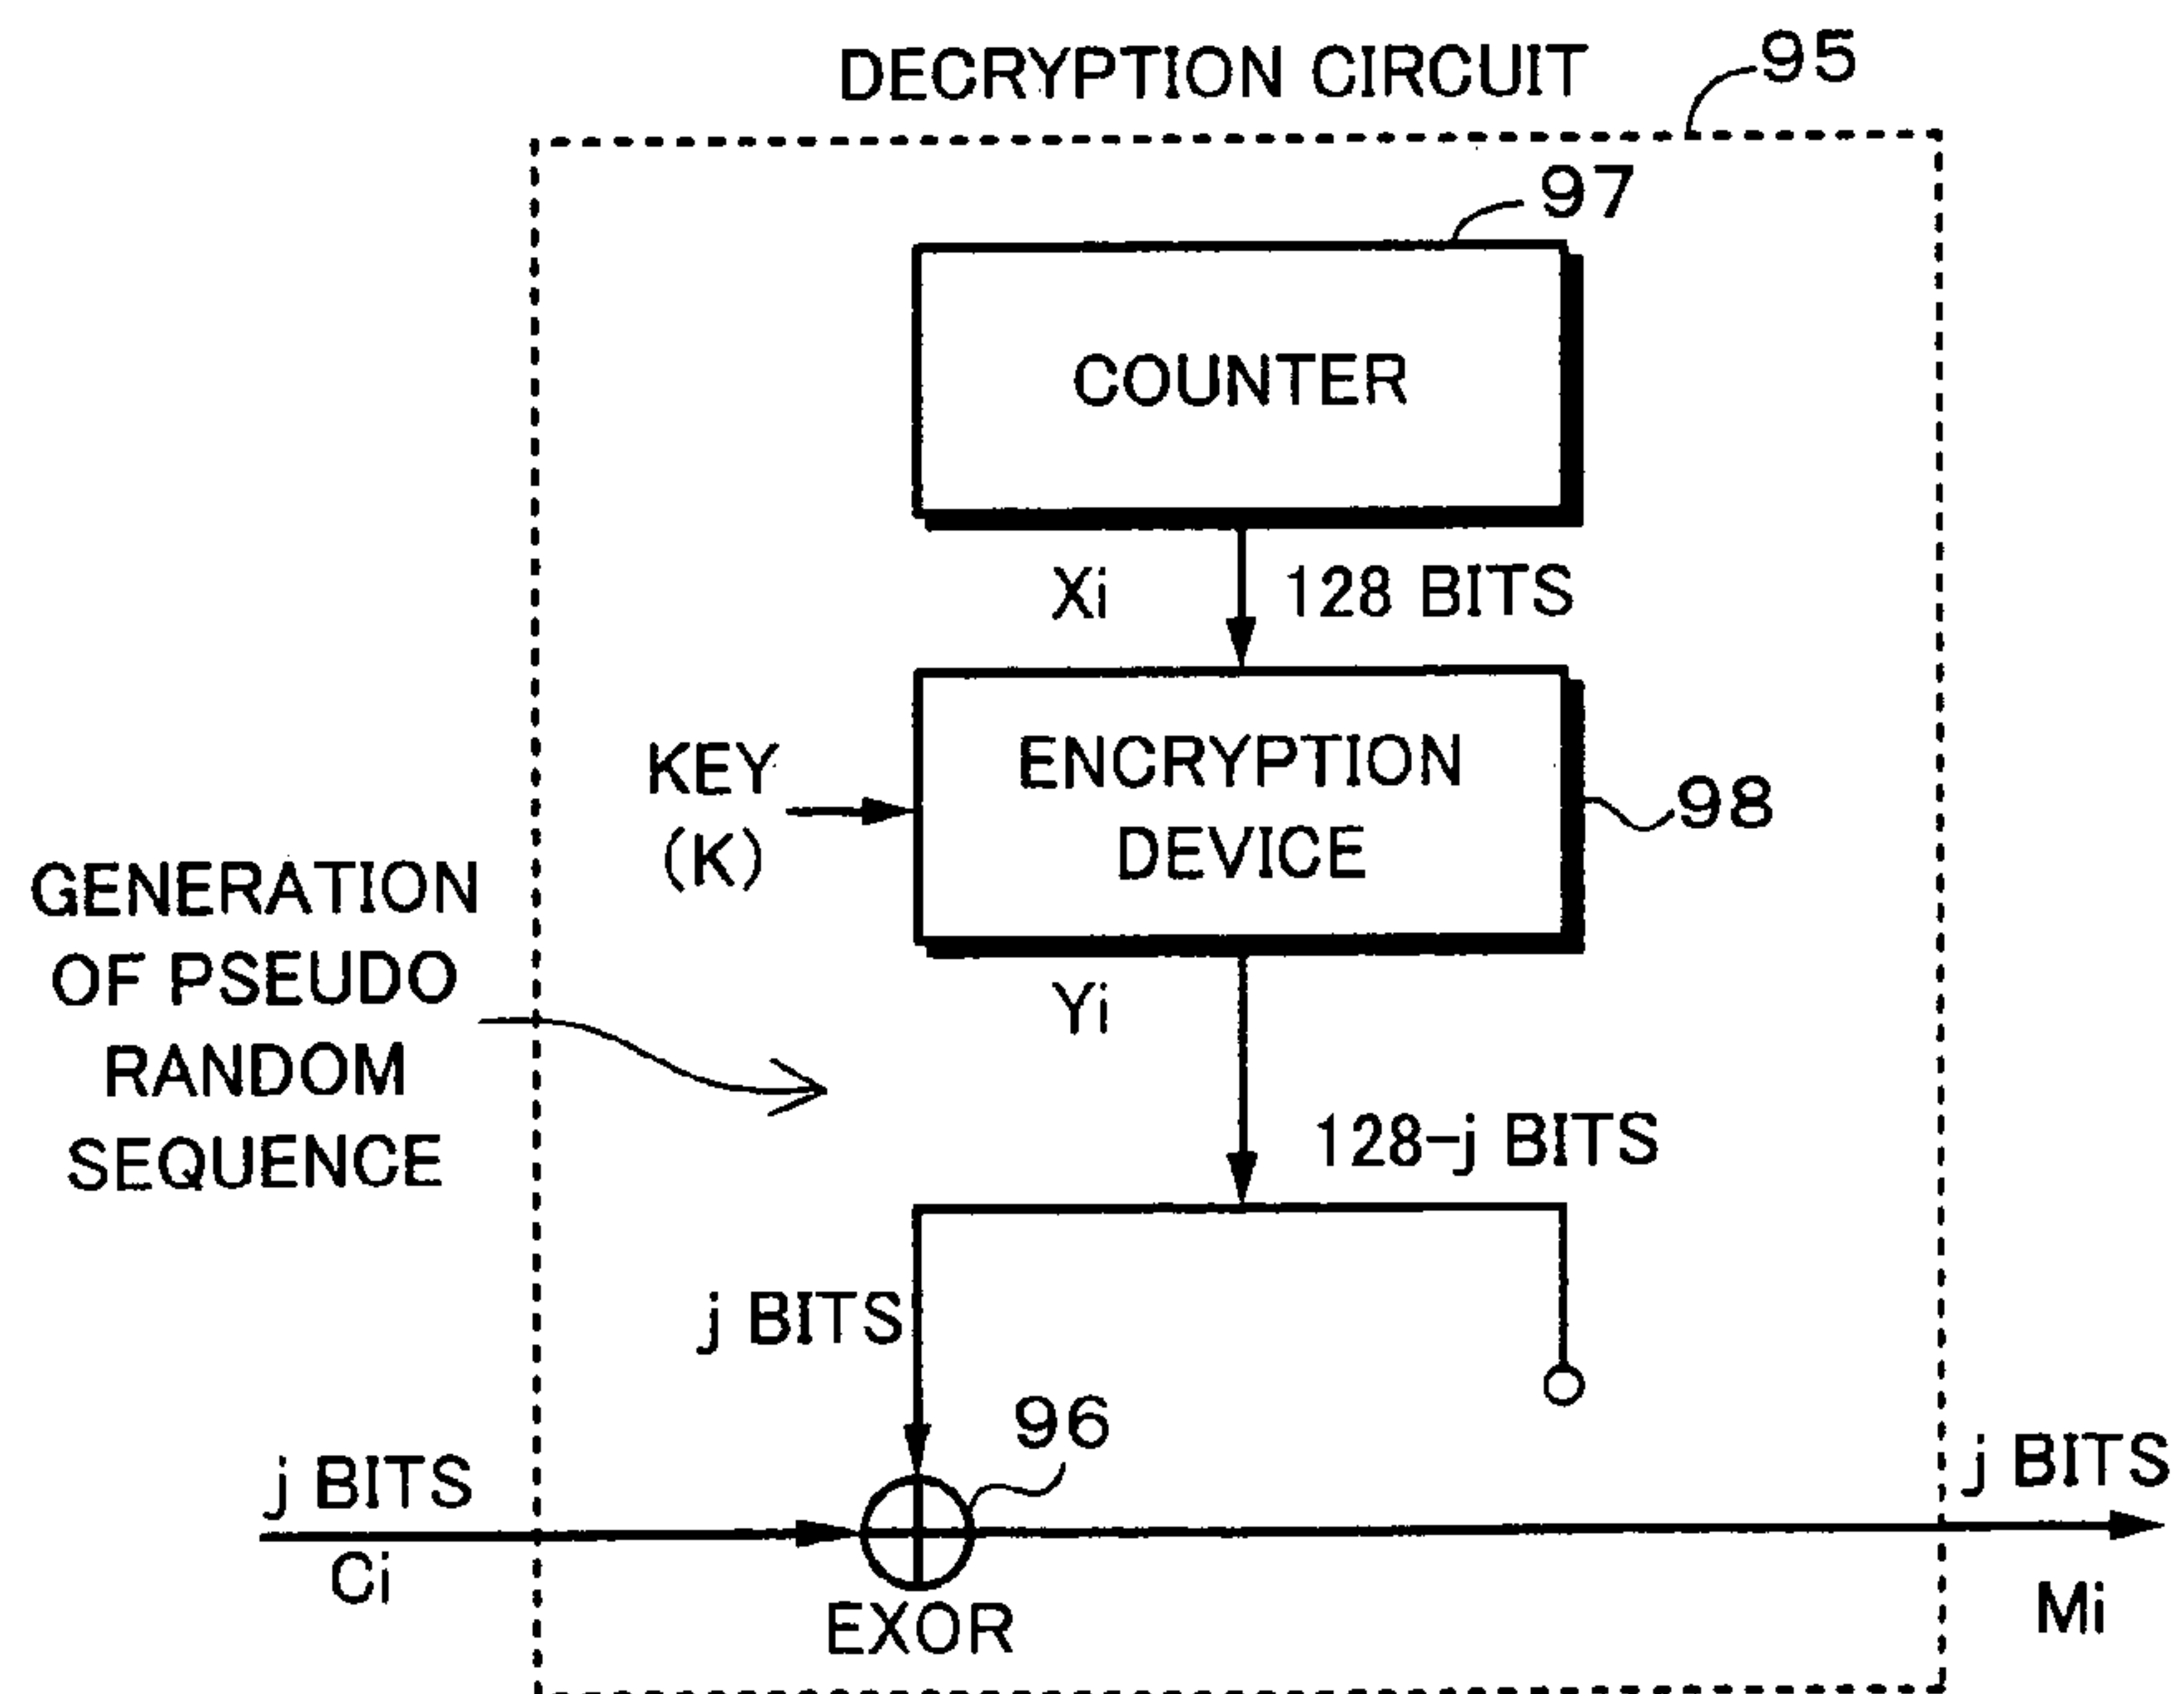 DECRYPTION CIRCUIT
95
97
COUNTER
Xi
128 BITS
KEY
(K)
ENCRYPTION
DEVICE
98
GENERATION
OF PSEUDO
RANDOM
SEQUENCE
Yi
128-j BITS
j BITS
96
j BITS
Ci
EXOR
j BITS
Mi